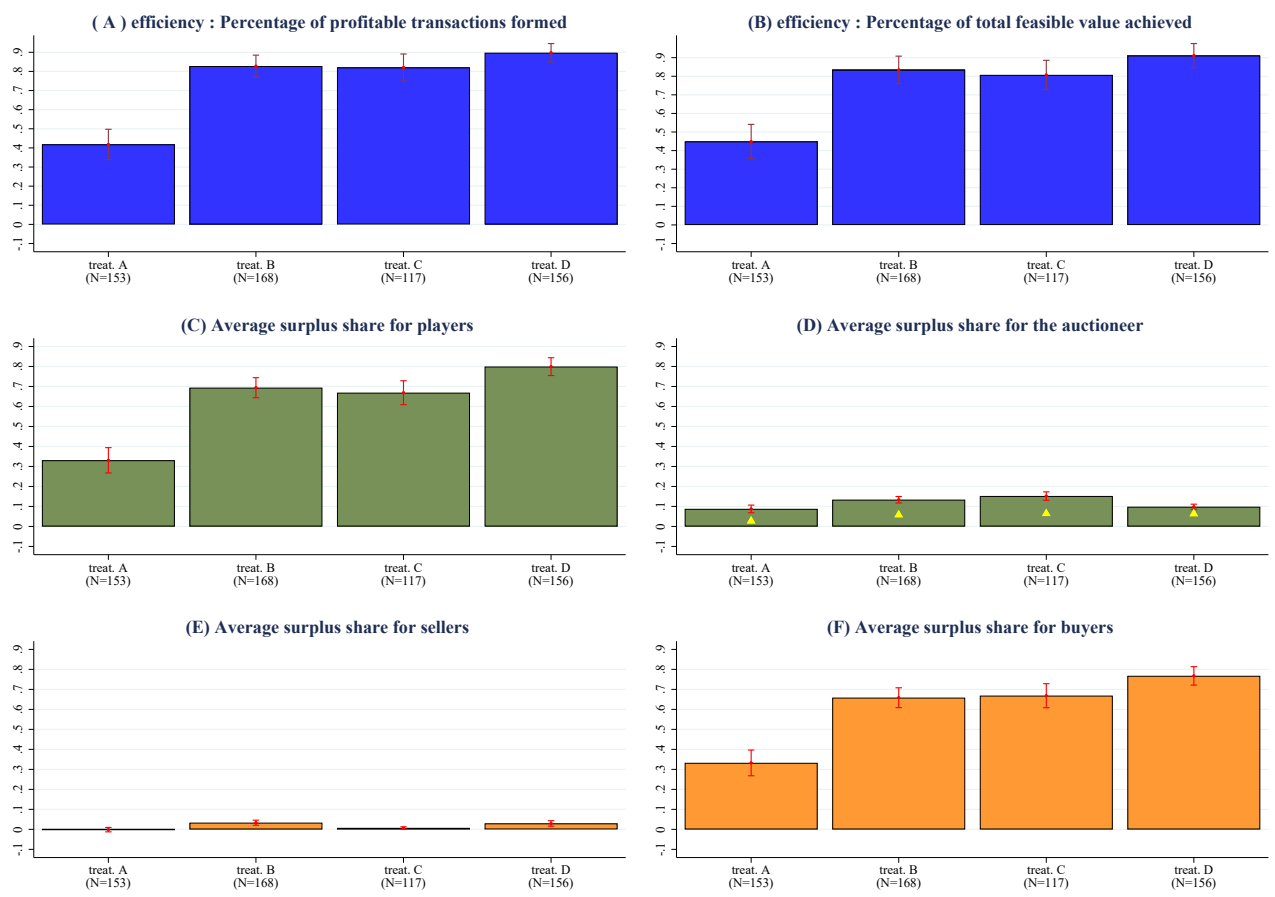 ( A ) efficiency : Percentage of profitable transactions formed
.9
.8
.7
.6
.5
.4
.3
.2
.1
0
-.1
treat. A
(N=153)
treat. B
(N=168)
treat. C
(N=117)
treat. D
(N=156)
(B) efficiency : Percentage of total feasible value achieved
.9
.8
.7
.6
.5
.4
.3
.2
.1
0
-.1
treat. A
(N=153)
treat. B
(N=168)
treat. C
(N=117)
treat. D
(N=156)
(C) Average surplus share for players
.9
.8
.7
.6
.5
.4
.3
.2
.1
0
-.1
treat. A
(N=153)
treat. B
(N=168)
treat. C
(N=117)
treat. D
(N=156)
(D) Average surplus share for the auctioneer
.9
.8
.7
.6
.5
.4
.3
.2
.1
0
-.1
treat. A
(N=153)
treat. B
(N=168)
treat. C
(N=117)
treat. D
(N=156)
(E) Average surplus share for sellers
.9
.8
.7
.6
.5
.4
.3
.2
.1
0
-.1
treat. A
(N=153)
treat. B
(N=168)
treat. C
(N=117)
treat. D
(N=156)
(F) Average surplus share for buyers
.9
.8
.7
.6
.5
.4
.3
.2
.1
0
-.1
treat. A
(N=153)
treat. B
(N=168)
treat. C
(N=117)
treat. D
(N=156)